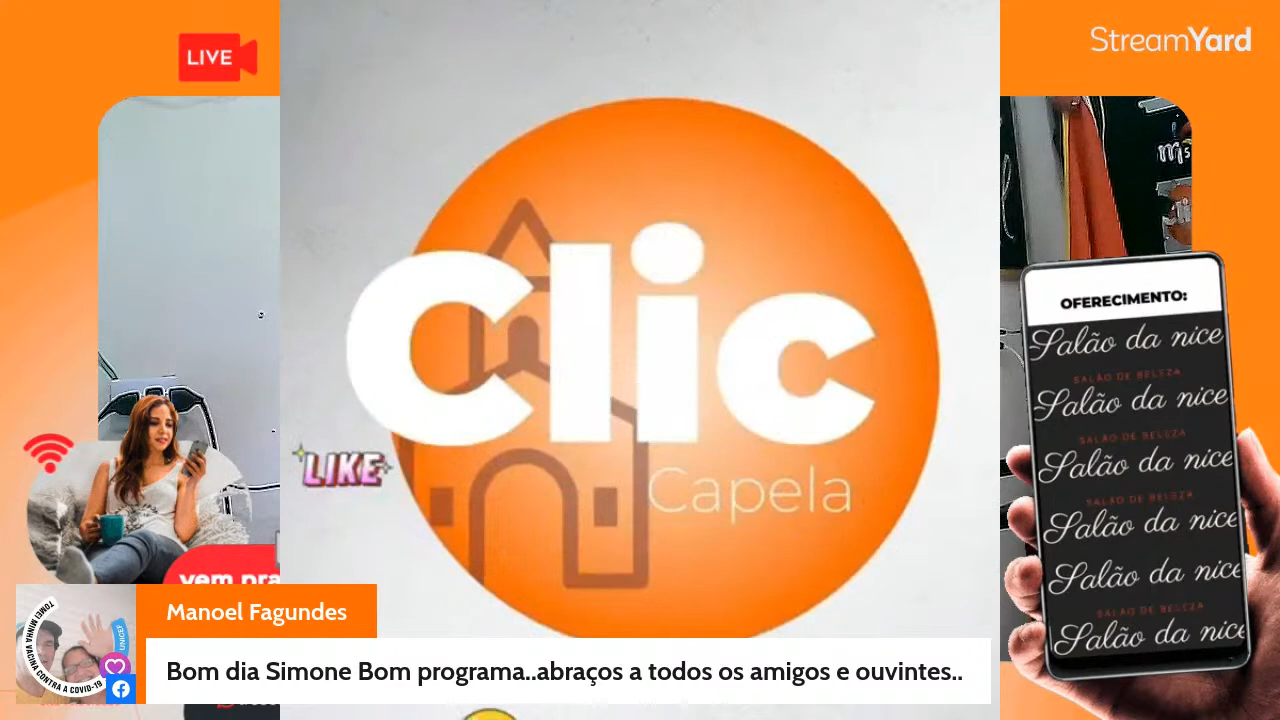 LIVE
StreamYard
Clic
Capela
LIKE
OFERECIMENTO:
Salão da nice
SALÃO DE BELEZA
Salão da nice
SALÃO DE BELEZA
Salão da nice
SALÃO DE BELEZA
Salão da nice
Salão da nice
SALÃO DE BELEZA
Salão da nice
vem pra
TOMEI MINHA VACINA CONTRA A COVID-19
UNICEF
Manoel Fagundes
Bom dia Simone Bom programa..abraços a todos os amigos e ouvintes..